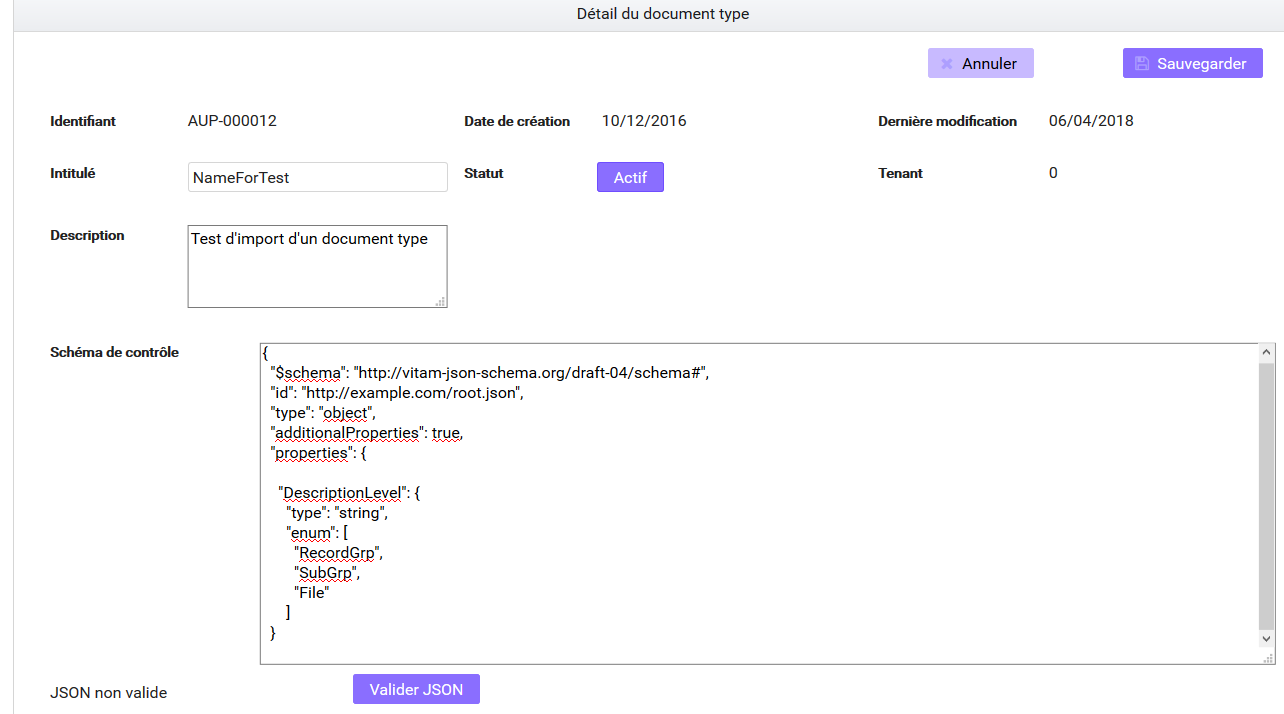 Détail du document type
Annuler
Sauvegarder
Identifiant AUP-000012 Date de création 10/12/2016 Dernière modification 06/04/2018
Intitulé NameForTest Statut Actif Tenant 0
Description Test d'import d'un document type
Schéma de contrôle
{
"$schema": "http://vitam-json-schema.org/draft-04/schema#",
"id": "http://example.com/root.json",
"type": "object",
"additionalProperties": true,
"properties": {
"DescriptionLevel": {
"type": "string",
"enum": [
"RecordGrp",
"SubGrp",
"File"
]
}
JSON non valide Valider JSON